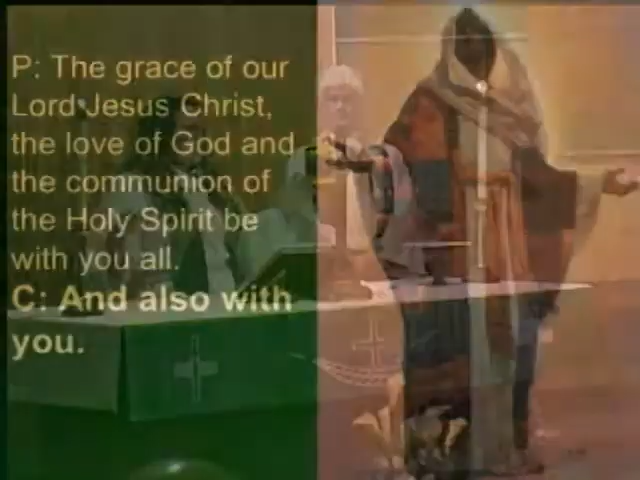 P: The grace of our
Lord Jesus Christ,
the love of God and
the communion of
the Holy Spirit be
with you all.
C: And also with
you.